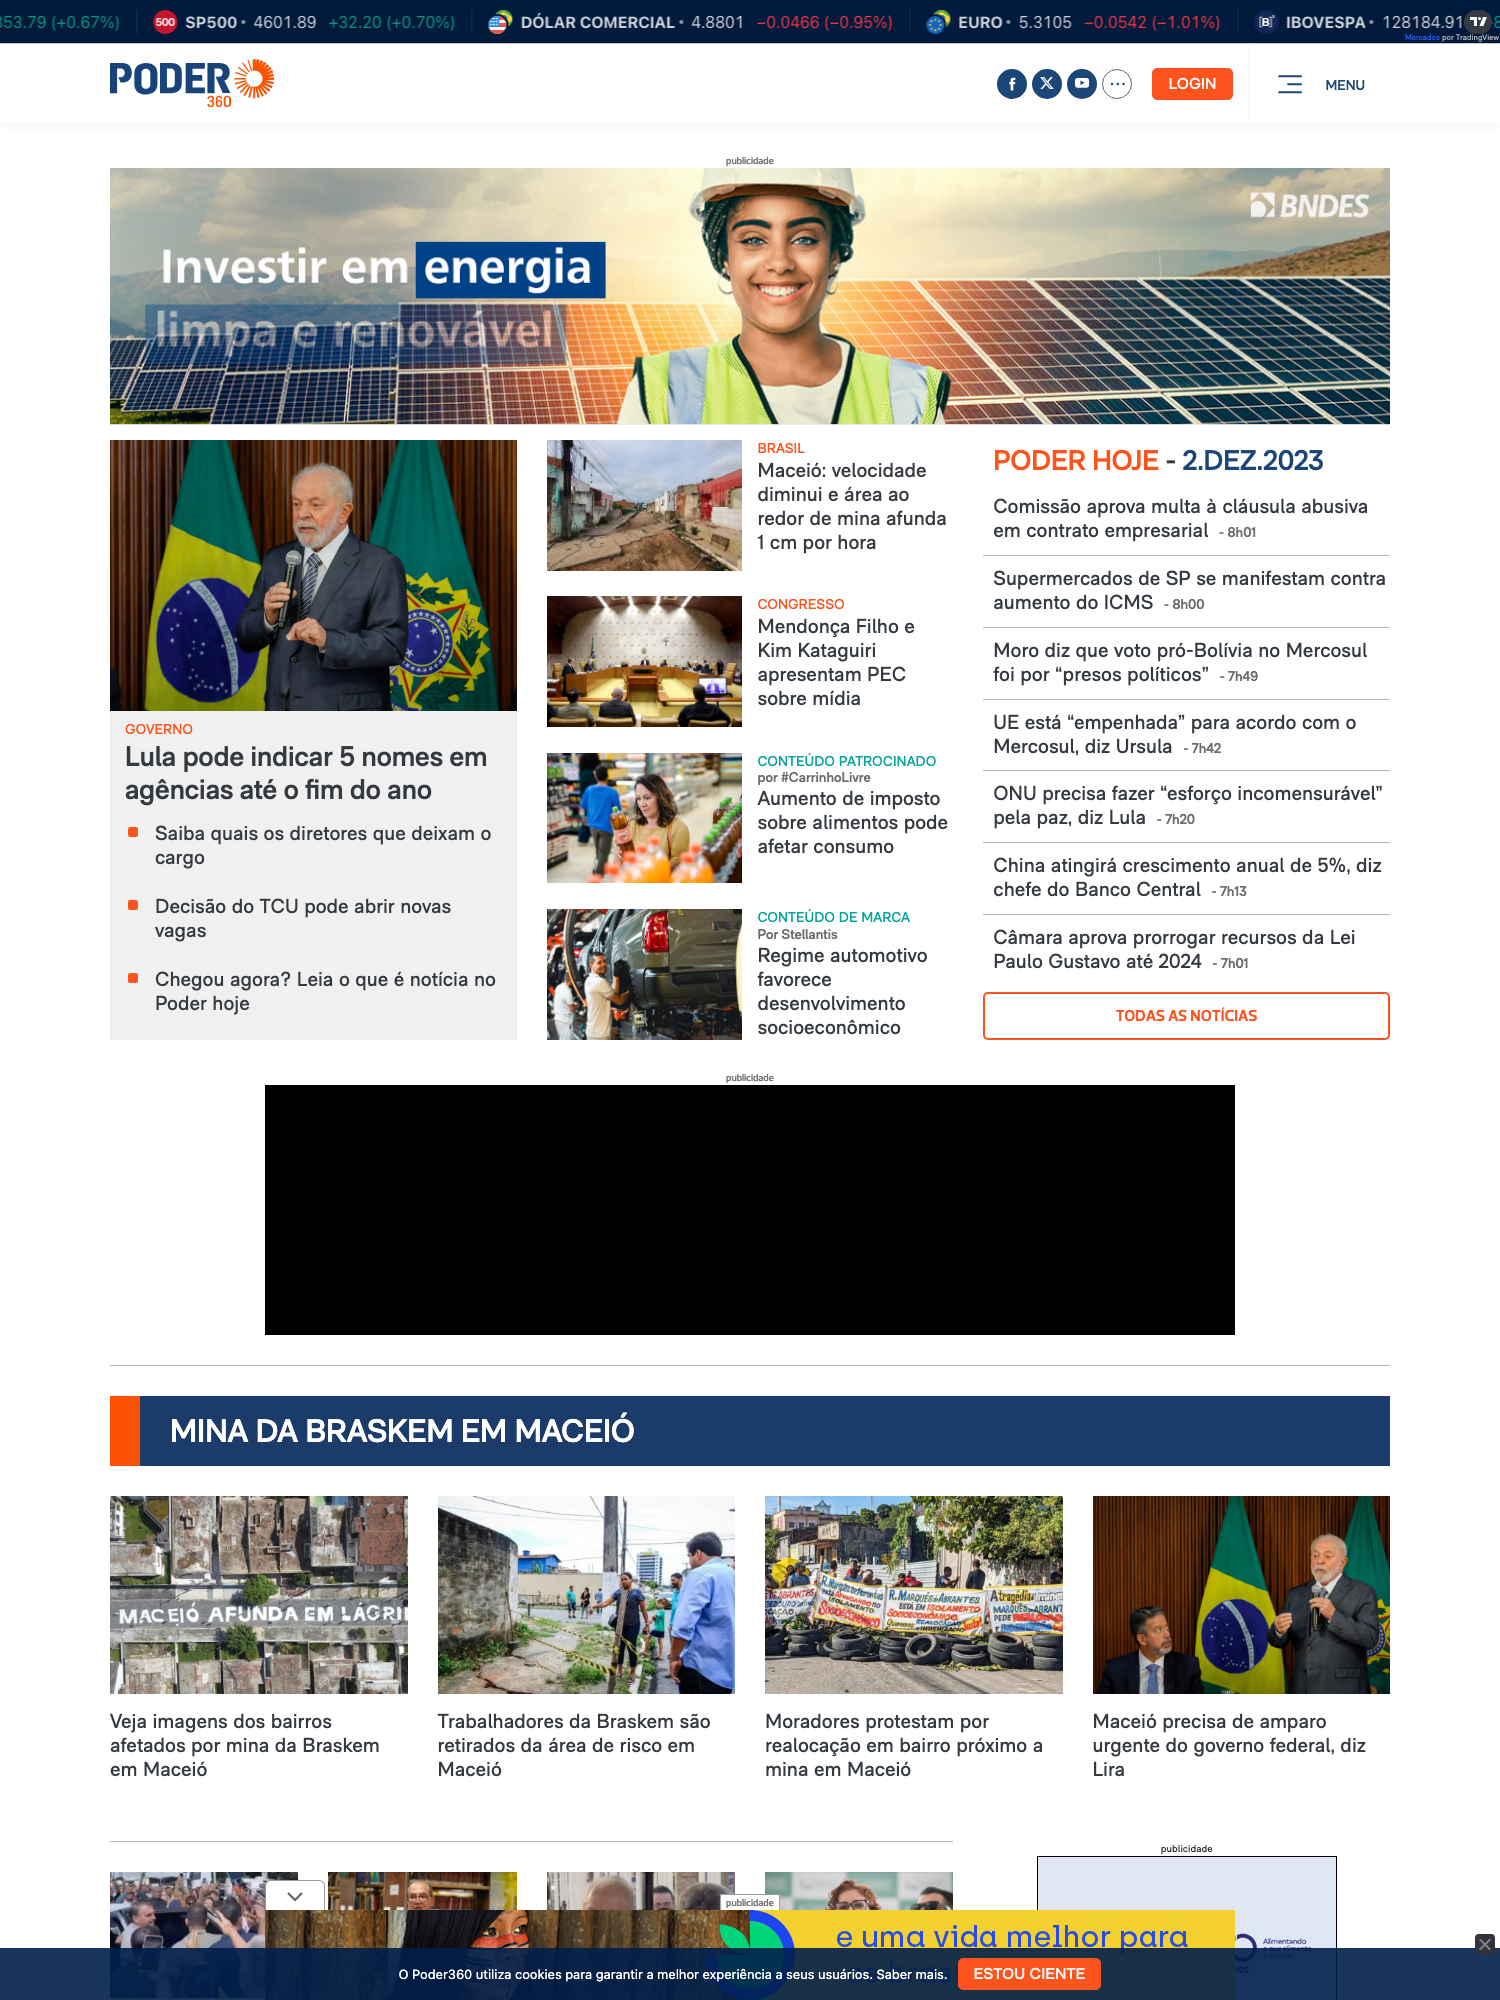 353.79 (+0.67%)
500 SP500 • 4601.89 +32.20 (+0.70%)
DÓLAR COMERCIAL • 4.8801 −0.0466 (−0.95%)
EURO • 5.3105 −0.0542 (−1.01%)
IBOVESPA • 128184.91
Mercados por TradingView
PODER
360
LOGIN
MENU
publicidade
BNDES
Investir em energia
limpa e renovável
GOVERNO
Lula pode indicar 5 nomes em
agências até o fim do ano
Saiba quais os diretores que deixam o
cargo
Decisão do TCU pode abrir novas
vagas
Chegou agora? Leia o que é notícia no
Poder hoje
BRASIL
Maceió: velocidade
diminui e área ao
redor de mina afunda
1 cm por hora
CONGRESSO
Mendonça Filho e
Kim Kataguiri
apresentam PEC
sobre mídia
CONTEÚDO PATROCINADO
por #CarrinhoLivre
Aumento de imposto
sobre alimentos pode
afetar consumo
CONTEÚDO DE MARCA
Por Stellantis
Regime automotivo
favorece
desenvolvimento
socioeconômico
PODER HOJE - 2.DEZ.2023
Comissão aprova multa à cláusula abusiva
em contrato empresarial - 8h01
Supermercados de SP se manifestam contra
aumento do ICMS - 8h00
Moro diz que voto pró-Bolívia no Mercosul
foi por “presos políticos” - 7h49
UE está “empenhada” para acordo com o
Mercosul, diz Ursula - 7h42
ONU precisa fazer “esforço incomensurável”
pela paz, diz Lula - 7h20
China atingirá crescimento anual de 5%, diz
chefe do Banco Central - 7h13
Câmara aprova prorrogar recursos da Lei
Paulo Gustavo até 2024 - 7h01
TODAS AS NOTÍCIAS
publicidade
MINA DA BRASKEM EM MACEIÓ
MACEIÓ AFUNDA EM LÁGRI
Veja imagens dos bairros
afetados por mina da Braskem
em Maceió
Trabalhadores da Braskem são
retirados da área de risco em
Maceió
Moradores protestam por
realocação em bairro próximo a
mina em Maceió
Maceió precisa de amparo
urgente do governo federal, diz
Lira
publicidade
publicidade
e uma vida melhor para
Alimentando
O Poder360 utiliza cookies para garantir a melhor experiência a seus usuários. Saber mais.
ESTOU CIENTE